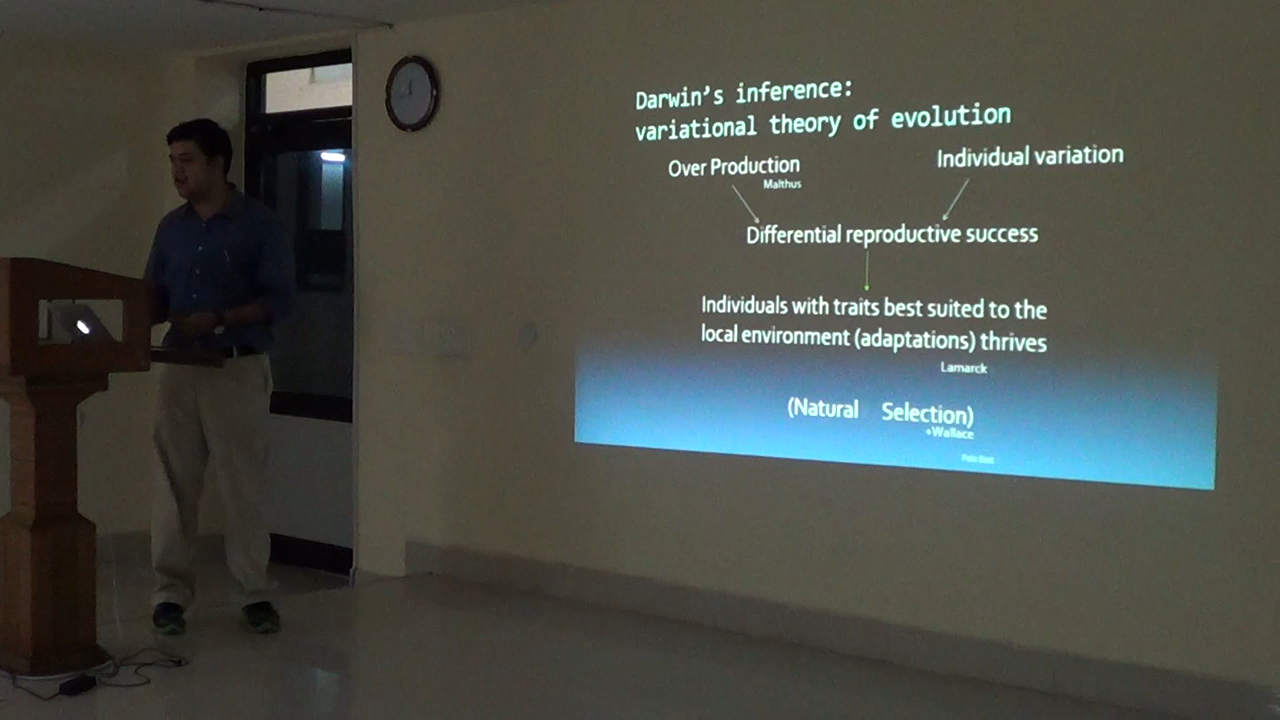 Darwin's inference:
variational theory of evolution
Over Production
Malthus
Individual variation
Differential reproductive success
Individuals with traits best suited to the
local environment (adaptations) thrives
Lamarck
(Natural Selection)
+Wallace